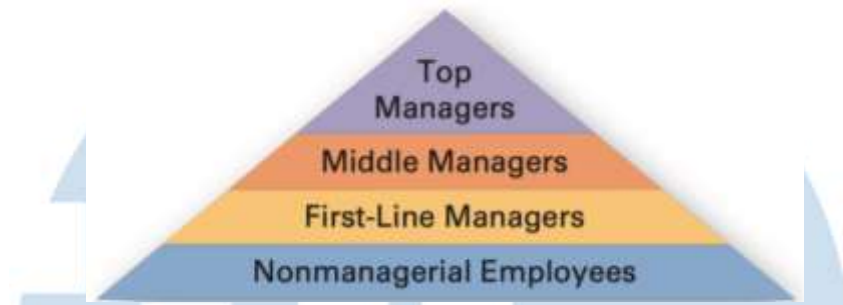 Top
Managers
Middle Managers
First-Line Managers
Nonmanagerial Employees